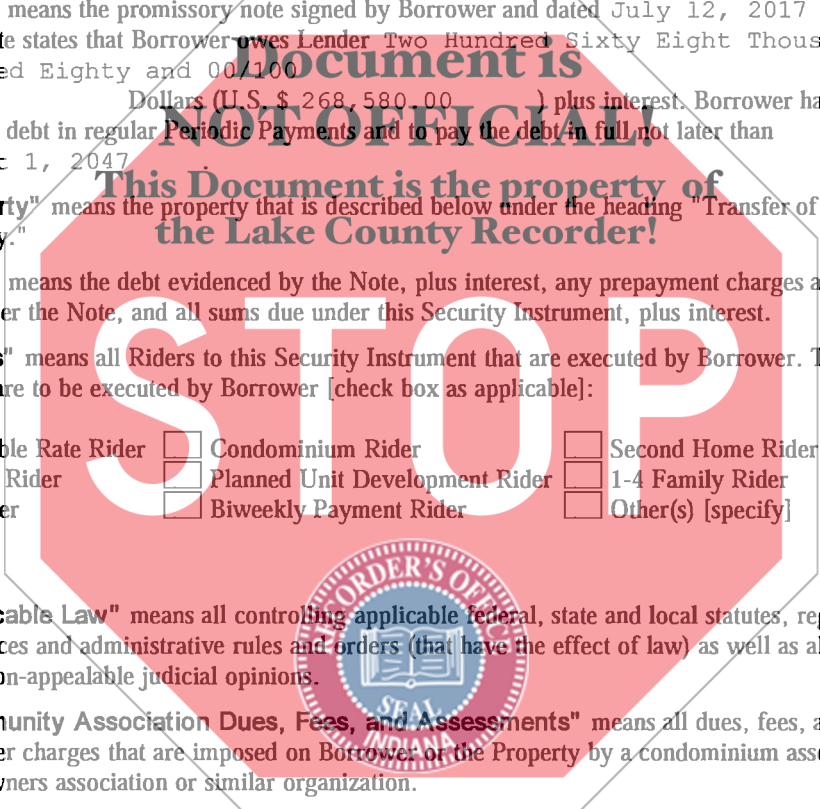 means the promissory note signed by Borrower and dated July 12, 2017
te states that Borrower owes Lender Two Hundred Sixty Eight Thous
ed Eighty and 00/100
Document is
Dollars (U.S. $ 268,580.00 ) plus interest. Borrower ha
NOT OFFICIAL!
debt in regular Periodic Payments and to pay the debt in full not later than
t 1, 2047 .
This Document is the property of
rty" means the property that is described below under the heading "Transfer of
the Lake County Recorder!
y."
means the debt evidenced by the Note, plus interest, any prepayment charges a
er the Note, and all sums due under this Security Instrument, plus interest.
STOP
s" means all Riders to this Security Instrument that are executed by Borrower. T
are to be executed by Borrower [check box as applicable]:
ble Rate Rider Condominium Rider Second Home Rider
Rider Planned Unit Development Rider 1-4 Family Rider
er Biweekly Payment Rider Other(s) [specify]
RECORDER'S OFFICE
cable Law" means all controlling applicable federal, state and local statutes, reg
ces and administrative rules and orders (that have the effect of law) as well as al
on-appealable judicial opinions.
SEAL
INDIANA
munity Association Dues, Fees, and Assessments" means all dues, fees, a
er charges that are imposed on Borrower or the Property by a condominium asso
wners association or similar organization.